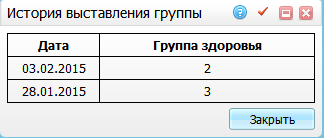 История выставления группы
Дата Группа здоровья
03.02.2015 2
28.01.2015 3
Закрыть